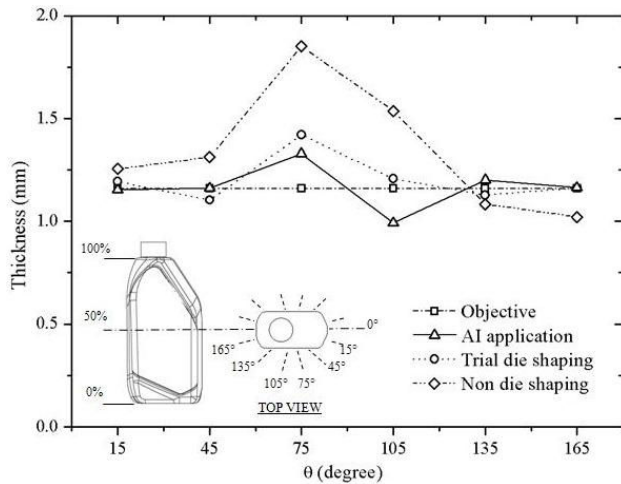 2.0
1.5
1.0
0.5
0.0
Thickness (mm)
100%
50%
0%
0°
165°
15°
135°
45°
105°
75°
TOP VIEW
Objective
AI application
Trial die shaping
Non die shaping
15 45 75 105 135 165
θ (degree)